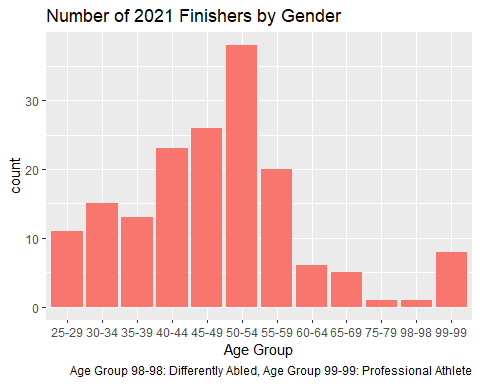 Number of 2021 Finishers by Gender
count
30
20
10
0
25-29 30-34 35-39 40-44 45-49 50-54 55-59 60-64 65-69 75-79 98-98 99-99
Age Group
Age Group 98-98: Differently Abled, Age Group 99-99: Professional Athlete